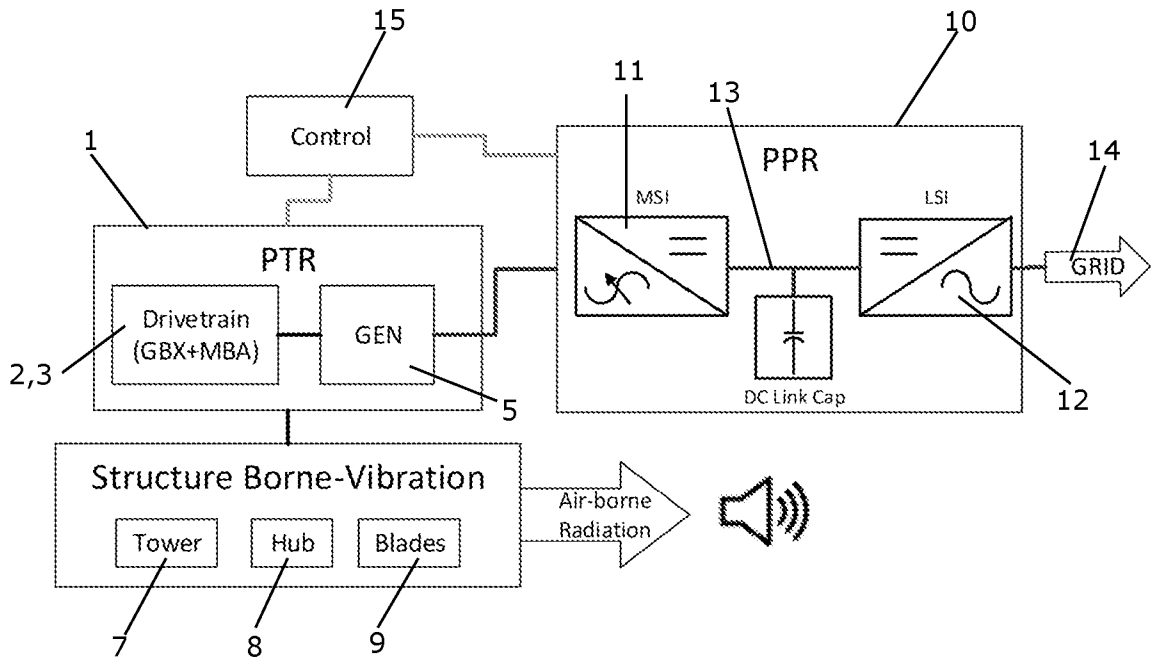 15
10
11
13
Control
1
PPR
14
MSI
LSI
PTR
GRID
Drivetrain
(GBX+MBA)
GEN
2,3
5
DC Link Cap
12
Structure Borne-Vibration
Air-borne
Radiation
Tower
Hub
Blades
7
8
9